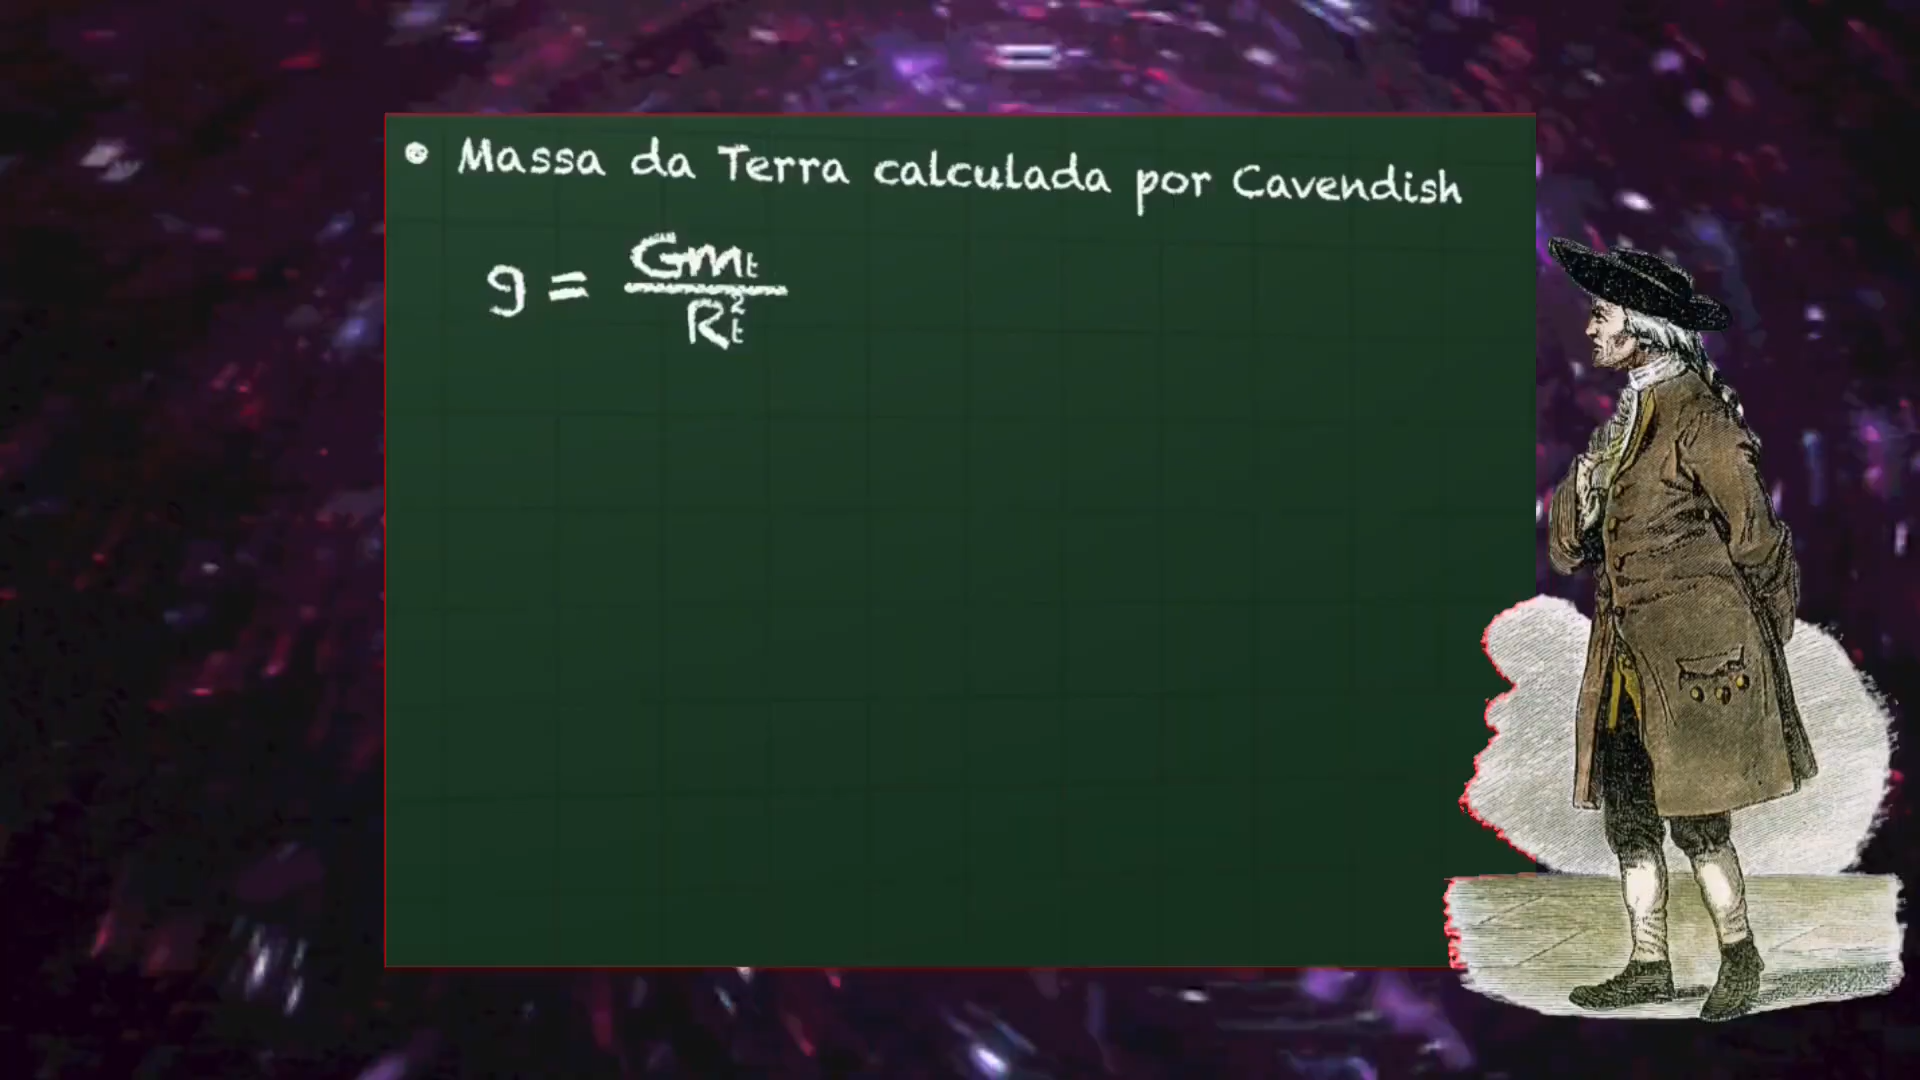 • Massa da Terra calculada por Cavendish
g = Gmₜ / Rₜ²